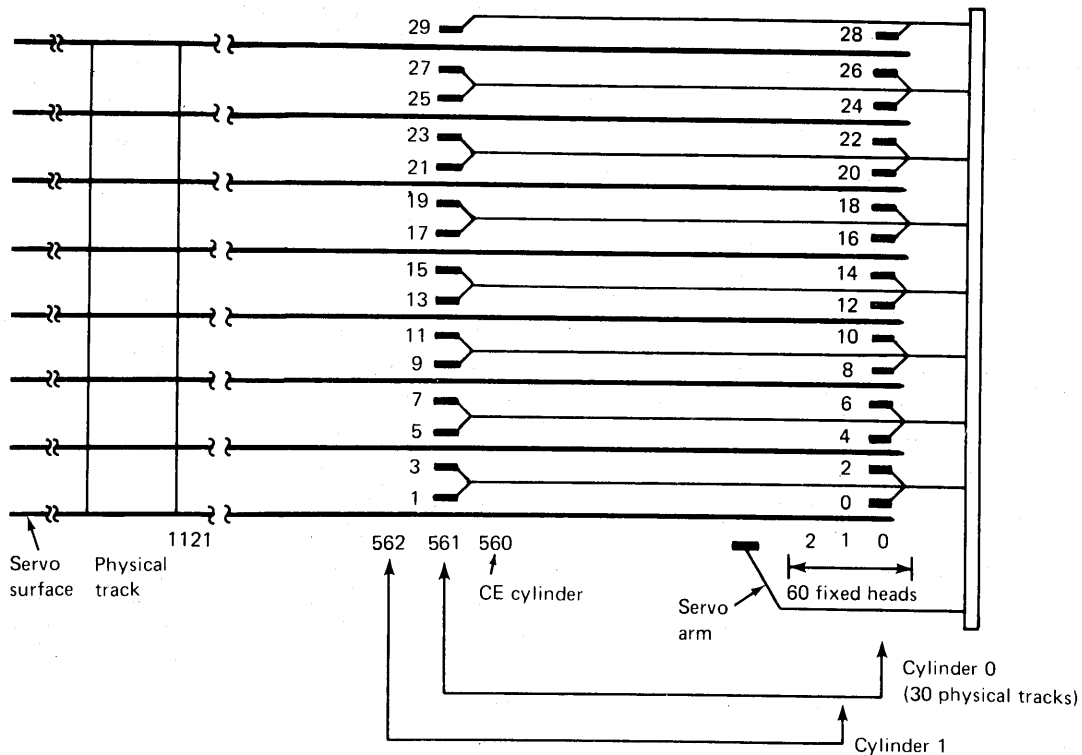 29
28
27
26
25
24
23
22
21
20
19
18
17
16
15
14
13
12
11
10
9
8
7
6
5
4
3
2
1
0
1121
562 561 560
2 1 0
Servo
surface
Physical
track
CE cylinder
60 fixed heads
Servo
arm
Cylinder 0
(30 physical tracks)
Cylinder 1